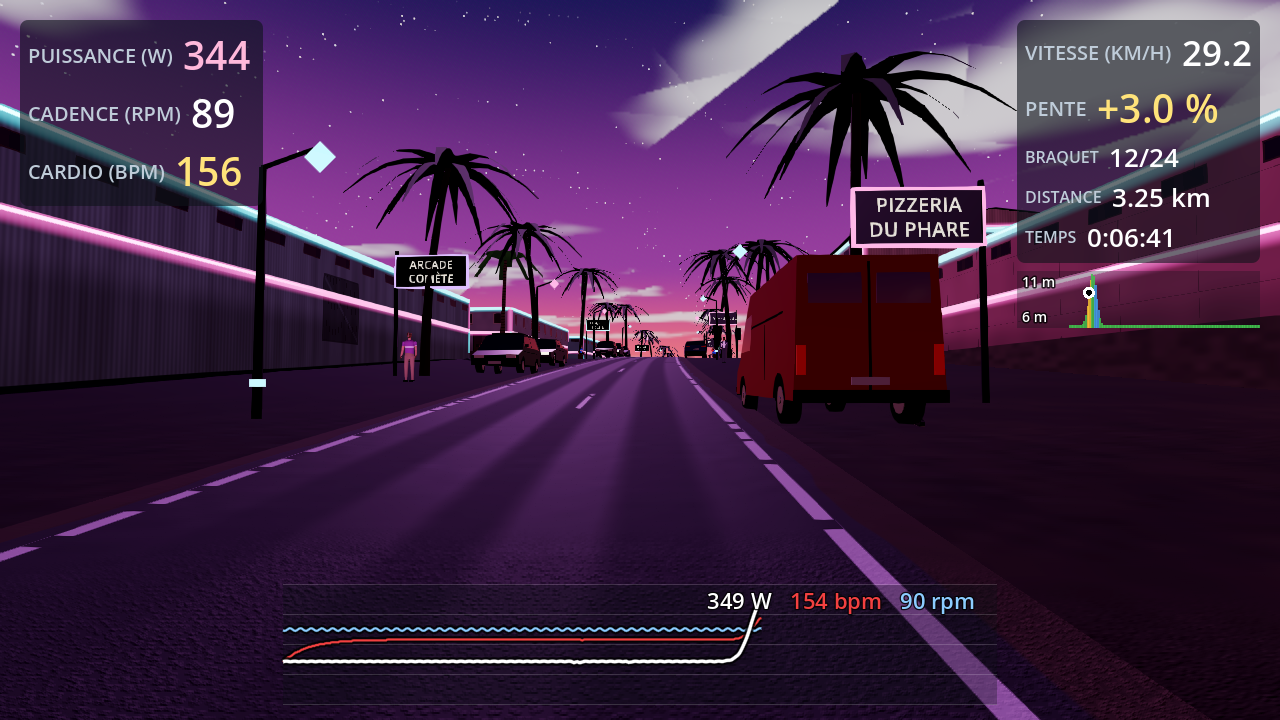 PUISSANCE (W) 344
CADENCE (RPM) 89
CARDIO (BPM) 156
VITESSE (KM/H) 29.2
PENTE +3.0 %
BRAQUET 12/24
DISTANCE 3.25 km
TEMPS 0:06:41
11 m
6 m
PIZZERIA
DU PHARE
ARCADE
COMÈTE
349 W 154 bpm 90 rpm